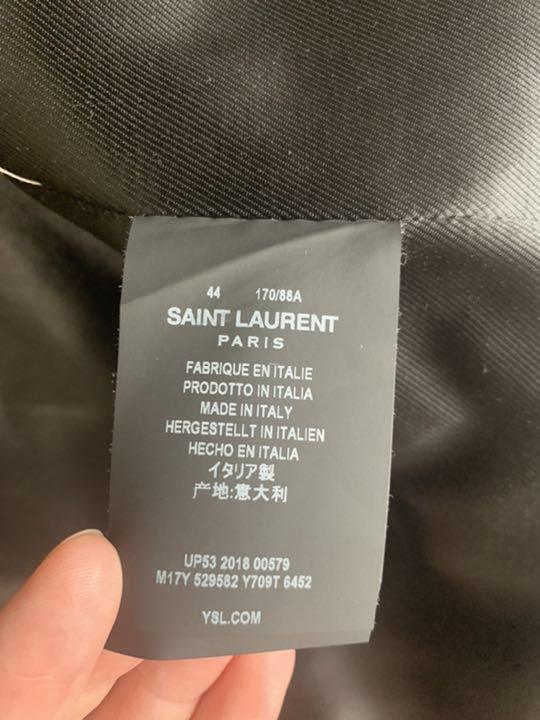 44 170/88A
SAINT LAURENT
PARIS
FABRIQUE EN ITALIE
PRODOTTO IN ITALIA
MADE IN ITALY
HERGESTELLT IN ITALIEN
HECHO EN ITALIA
イタリア製
产地:意大利
UP53 2018 00579
M17Y 529582 Y709T 6452
YSL.COM